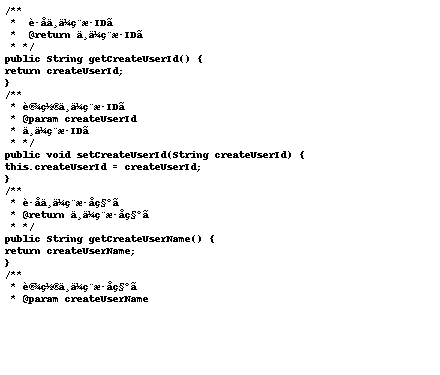 /**
 * è·åä¸ä¼ç¨æ·IDã
 * @return ä¸ä¼ç¨æ·IDã
 * */
public String getCreateUserId() {
return createUserId;
}
/**
 * è®¾ç½®ä¸ä¼ç¨æ·IDã
 * @param createUserId
 * ä¸ä¼ç¨æ·IDã
 * */
public void setCreateUserId(String createUserId) {
this.createUserId = createUserId;
}
/**
 * è·åä¸ä¼ç¨æ·åç§°ã
 * @return ä¸ä¼ç¨æ·åç§°ã
 * */
public String getCreateUserName() {
return createUserName;
}
/**
 * è®¾ç½®ä¸ä¼ç¨æ·åç§°ã
 * @param createUserName